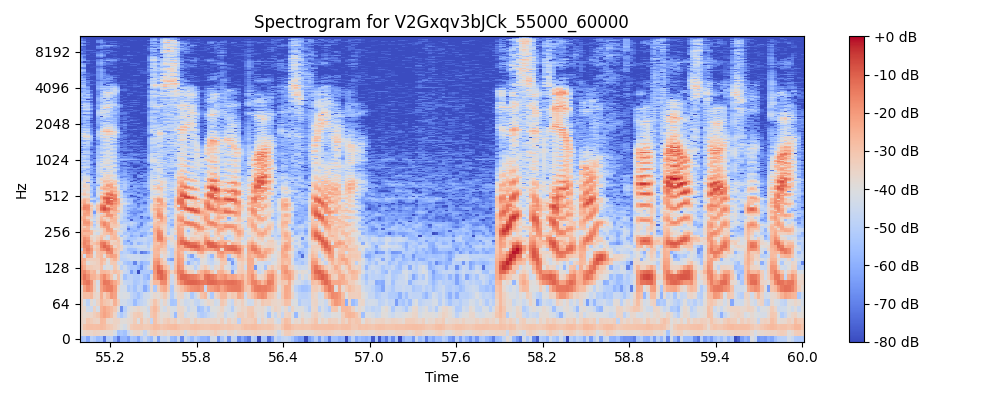 Spectrogram for V2Gxqv3bJCk_55000_60000
Hz
8192
4096
2048
1024
512
256
128
64
0
55.2 55.8 56.4 57.0 57.6 58.2 58.8 59.4 60.0
Time
+0 dB
-10 dB
-20 dB
-30 dB
-40 dB
-50 dB
-60 dB
-70 dB
-80 dB